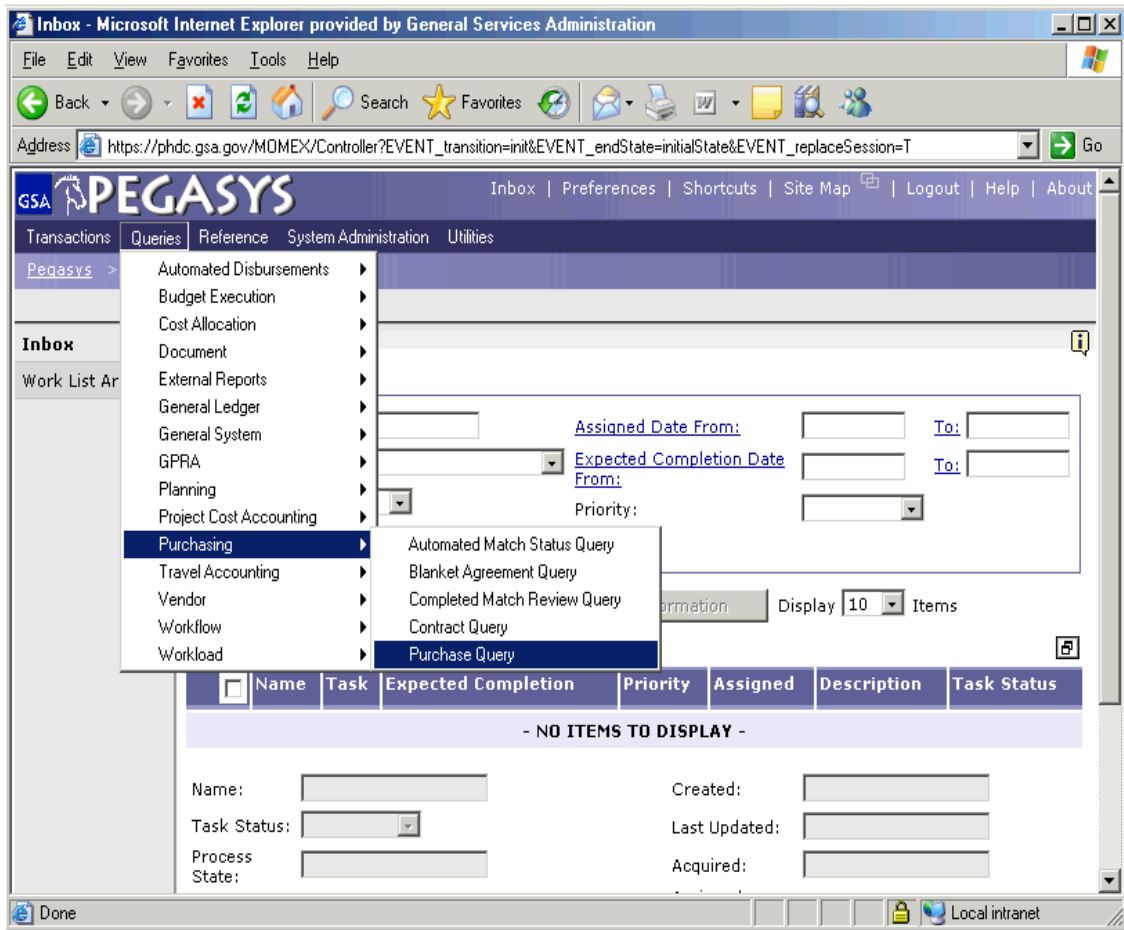 Inbox - Microsoft Internet Explorer provided by General Services Administration
File Edit View Favorites Tools Help
Back Search Favorites
Address https://phdc.gsa.gov/MOMEX/Controller?EVENT_transition=init&EVENT_endState=initialState&EVENT_replaceSession=T Go
GSA PEGASYS Inbox | Preferences | Shortcuts | Site Map | Logout | Help | About
Transactions Queries Reference System Administration Utilities
Pegasys >
Automated Disbursements
Budget Execution
Cost Allocation
Document
External Reports
General Ledger
General System
GPRA
Planning
Project Cost Accounting
Purchasing
Travel Accounting
Vendor
Workflow
Workload
Automated Match Status Query
Blanket Agreement Query
Completed Match Review Query
Contract Query
Purchase Query
Inbox
Work List Ar
Assigned Date From: To:
Expected Completion Date From: To:
Priority:
ormation Display 10 Items
Name Task Expected Completion Priority Assigned Description Task Status
- NO ITEMS TO DISPLAY -
Name: Created:
Task Status: Last Updated:
Process State: Acquired:
Done Local intranet